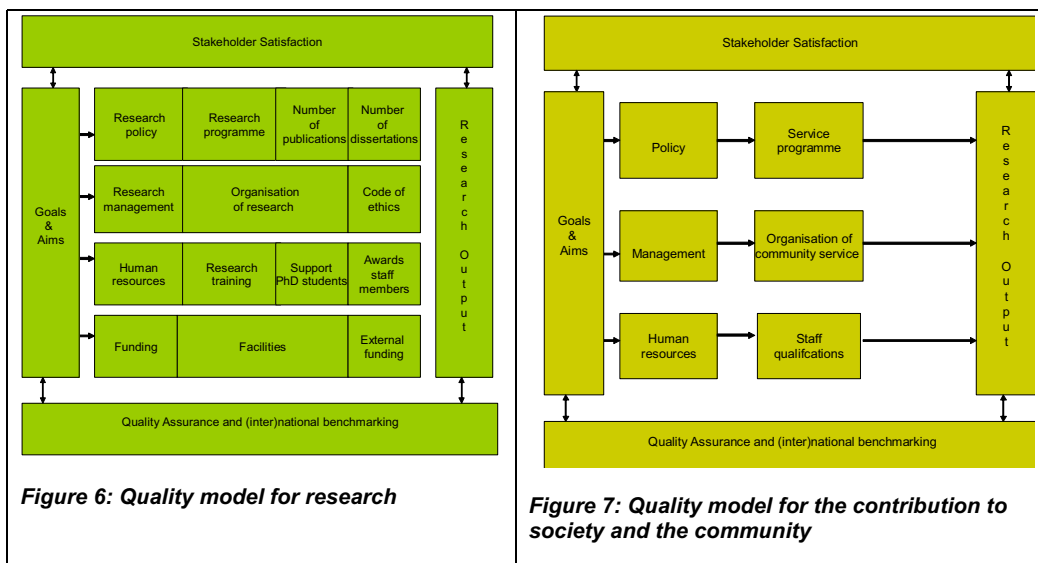 Stakeholder Satisfaction
Goals
&
Aims
Research
policy
Research
programme
Number
of
publications
Number
of
dissertations
Research
management
Organisation
of research
Code of
ethics
Human
resources
Research
training
Support
PhD students
Awards
staff
members
Funding
Facilities
External
funding
R
e
s
e
a
r
c
h
O
u
t
p
u
t
Quality Assurance and (inter)national benchmarking
Figure 6: Quality model for research
Stakeholder Satisfaction
Goals
&
Aims
Policy
Service
programme
Management
Organisation of
community service
Human
resources
Staff
qualifcations
R
e
s
e
a
r
c
h
O
u
t
p
u
t
Quality Assurance and (inter)national benchmarking
Figure 7: Quality model for the contribution to
society and the community